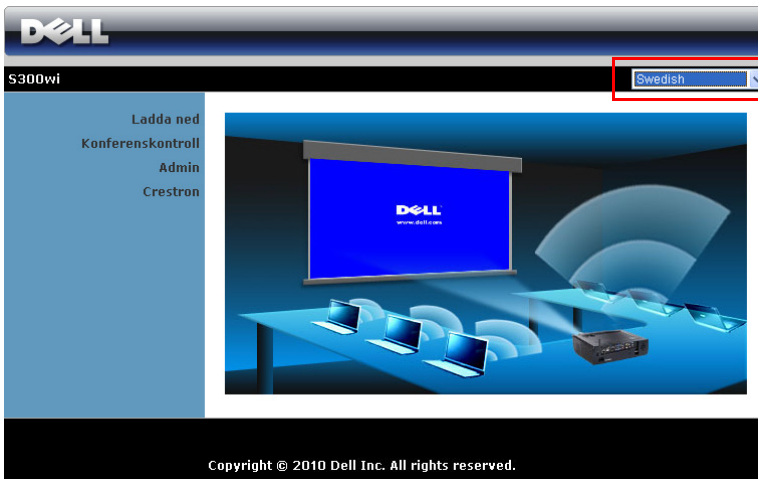 DELL
S300wi
Swedish
Ladda ned
Konferenskontroll
Admin
Crestron
DELL
www.dell.com
Copyright © 2010 Dell Inc. All rights reserved.